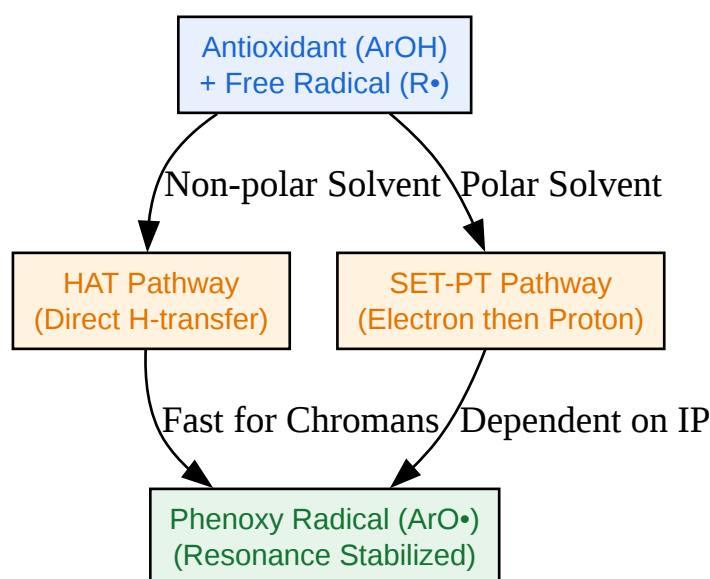 Antioxidant (ArOH)
+ Free Radical (R•)
Non-polar Solvent
Polar Solvent
HAT Pathway
(Direct H-transfer)
SET-PT Pathway
(Electron then Proton)
Fast for Chromans
Dependent on IP
Phenoxy Radical (ArO•)
(Resonance Stabilized)